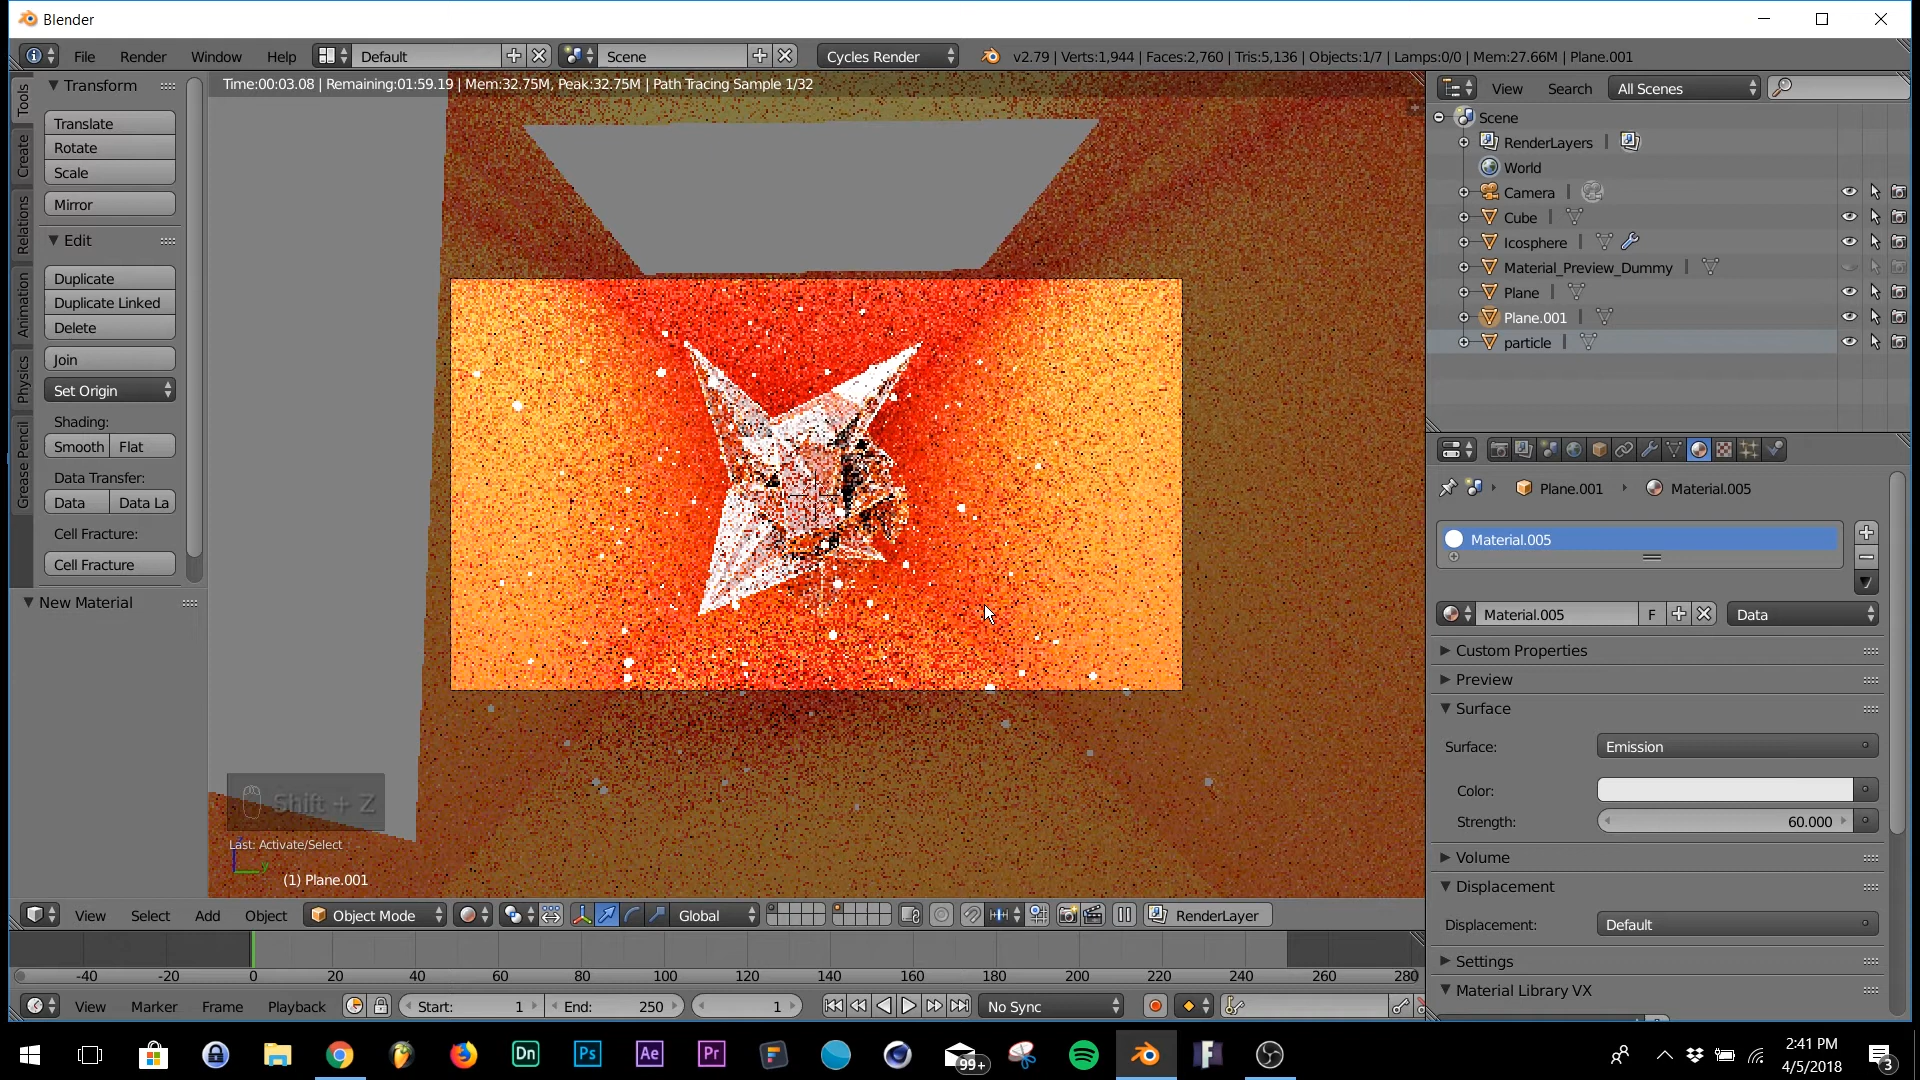 Blender
File Render Window Help Default Scene Cycles Render v2.79 | Verts:1,944 | Faces:2,760 | Tris:5,136 | Objects:1/7 | Lamps:0/0 | Mem:27.66M | Plane.001
Time:00:03.08 | Remaining:01:59.19 | Mem:32.75M, Peak:32.75M | Path Tracing Sample 1/32
Tools
Create
Relations
Animation
Physics
Grease Pencil
Transform
Translate
Rotate
Scale
Mirror
Edit
Duplicate
Duplicate Linked
Delete
Join
Set Origin
Shading:
Smooth Flat
Data Transfer:
Data Data La
Cell Fracture:
Cell Fracture
New Material
Shift + Z
Last: Activate/Select
(1) Plane.001
View Search All Scenes
Scene
RenderLayers
World
Camera
Cube
Icosphere
Material_Preview_Dummy
Plane
Plane.001
particle
Plane.001 Material.005
Material.005
Material.005 F Data
Custom Properties
Preview
Surface
Surface: Emission
Color:
Strength: 60.000
Volume
Displacement
Displacement: Default
Settings
Material Library VX
View Select Add Object Object Mode Global RenderLayer
-40 -20 0 20 40 60 80 100 120 140 160 180 200 220 240 260 280
View Marker Frame Playback Start: 1 End: 250 1 No Sync
Dn Ps Ae Pr 99+
2:41 PM
4/5/2018
3